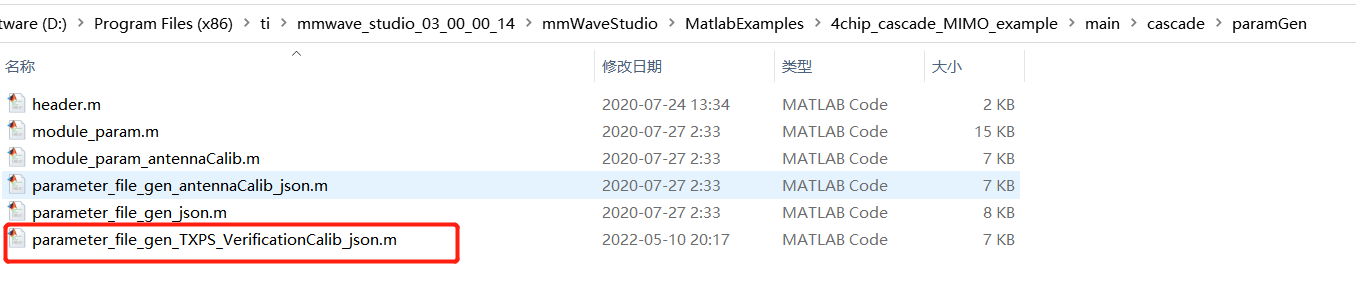 tware (D:) > Program Files (x86) > ti > mmwave_studio_03_00_00_14 > mmWaveStudio > MatlabExamples > 4chip_cascade_MIMO_example > main > cascade > paramGen
名称 修改日期 类型 大小
header.m 2020-07-24 13:34 MATLAB Code 2 KB
module_param.m 2020-07-27 2:33 MATLAB Code 15 KB
module_param_antennaCalib.m 2020-07-27 2:33 MATLAB Code 7 KB
parameter_file_gen_antennaCalib_json.m 2020-07-27 2:33 MATLAB Code 7 KB
parameter_file_gen_json.m 2020-07-27 2:33 MATLAB Code 8 KB
parameter_file_gen_TXPS_VerificationCalib_json.m 2022-05-10 20:17 MATLAB Code 7 KB